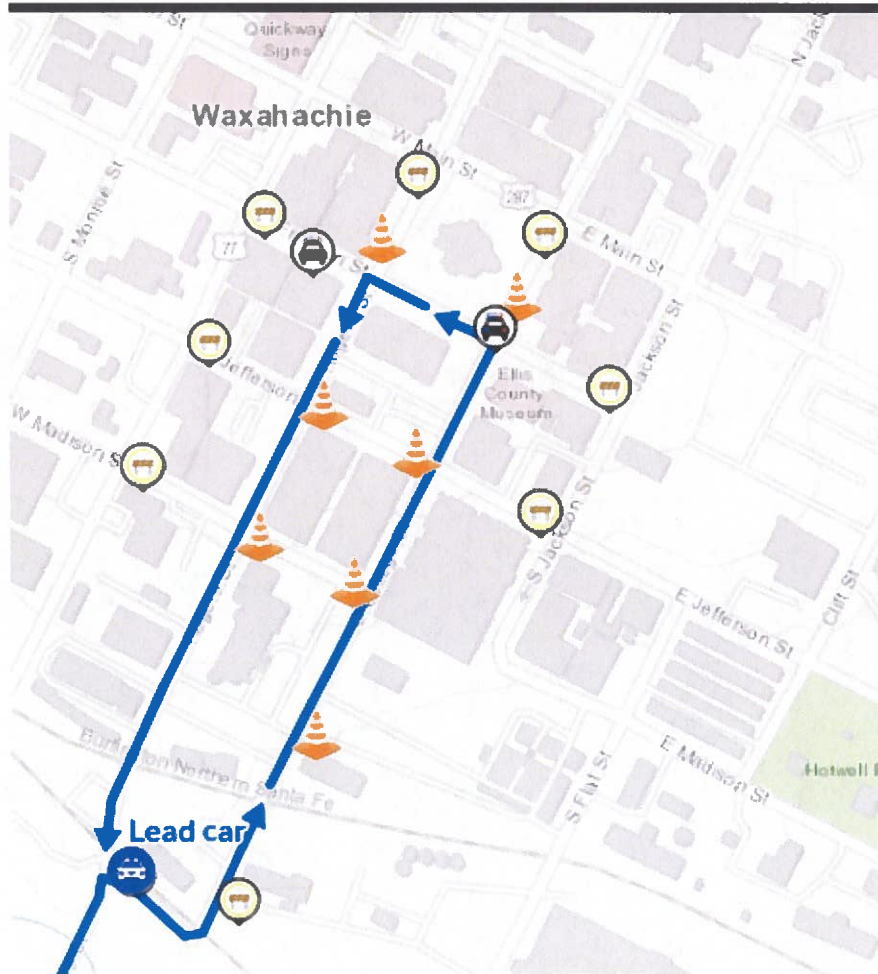 Quickway
Signs
N Jack
Waxahachie
W Main St
287
S Monroe St
77
E Main St
St
Jackson St
Ellis
County
Museum
Jefferson
W Madison S
S Jackson St
Cliff St
E Jefferson St
Burlington Northern Santa Fe
E Madison St
Hotwell
S Flat St
Lead car